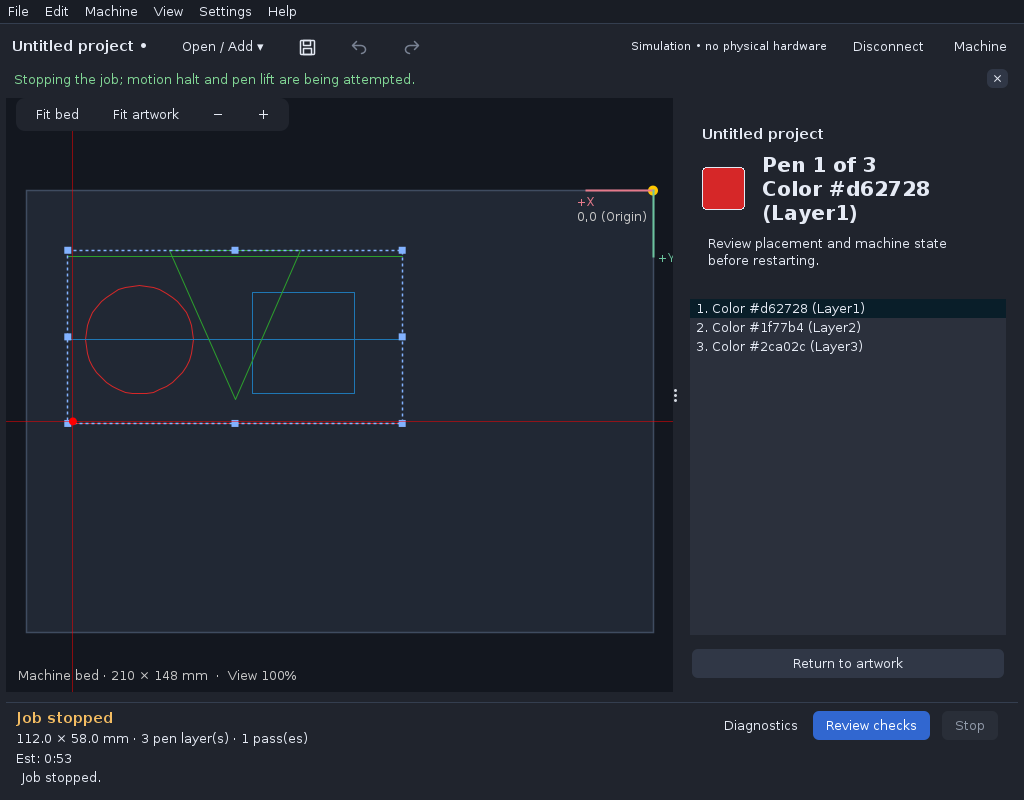 File Edit Machine View Settings Help
Untitled project • Open / Add ▾ Simulation • no physical hardware Disconnect Machine
Stopping the job; motion halt and pen lift are being attempted. ✕
Fit bed Fit artwork − +
+X
0,0 (Origin)
+Y
Machine bed · 210 × 148 mm · View 100%
Untitled project
Pen 1 of 3
Color #d62728
(Layer1)
Review placement and machine state
before restarting.
1. Color #d62728 (Layer1)
2. Color #1f77b4 (Layer2)
3. Color #2ca02c (Layer3)
Return to artwork
Job stopped
112.0 × 58.0 mm · 3 pen layer(s) · 1 pass(es)
Est: 0:53
Job stopped.
Diagnostics Review checks Stop